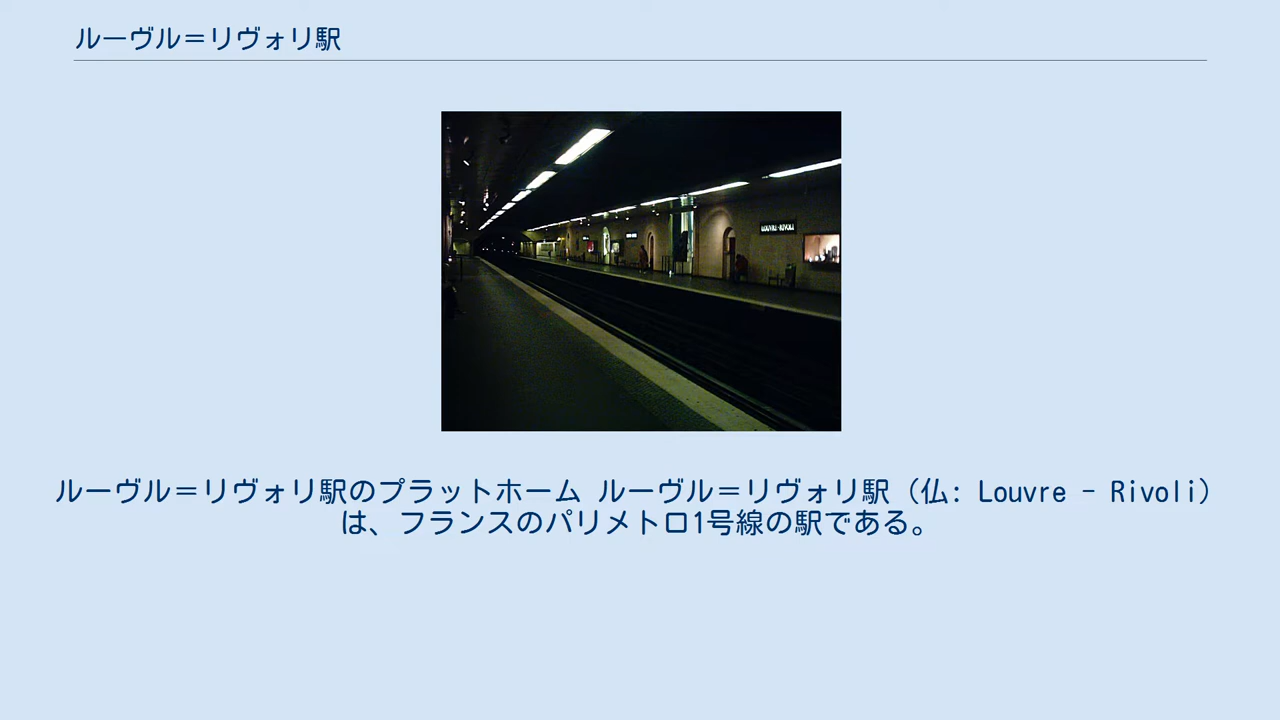 ルーヴル＝リヴォリ駅
LOUVRE-RIVOLI
ルーヴル＝リヴォリ駅のプラットホーム ルーヴル＝リヴォリ駅（仏: Louvre - Rivoli）
は、フランスのパリメトロ1号線の駅である。